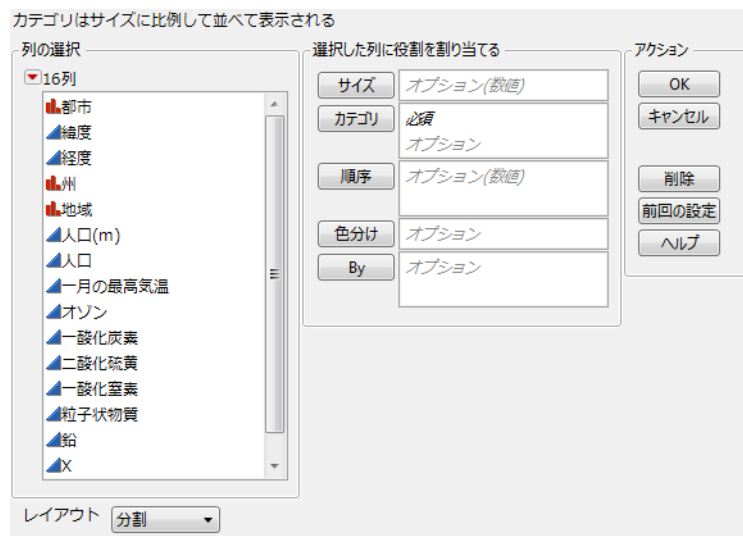 カテゴリはサイズに比例して並べて表示される
列の選択
16列
都市
緯度
経度
州
地域
人口(m)
人口
一月の最高気温
オゾン
一酸化炭素
二酸化硫黄
一酸化窒素
粒子状物質
鉛
X
レイアウト
分割
選択した列に役割を割り当てる
サイズ
オプション(数値)
カテゴリ
必須
オプション
順序
オプション(数値)
色分け
オプション
By
オプション
アクション
OK
キャンセル
削除
前回の設定
ヘルプ